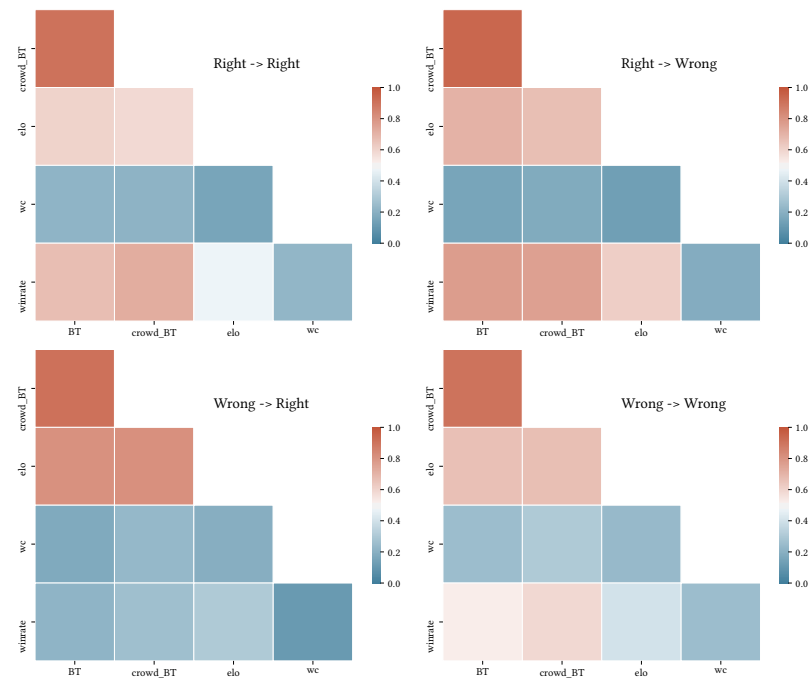 Right -> Right
crowd_BT
elo
wc
winrate
BT
crowd_BT
elo
wc
1.0
0.8
0.6
0.4
0.2
0.0
Right -> Wrong
crowd_BT
elo
wc
winrate
BT
crowd_BT
elo
wc
1.0
0.8
0.6
0.4
0.2
0.0
Wrong -> Right
crowd_BT
elo
wc
winrate
BT
crowd_BT
elo
wc
1.0
0.8
0.6
0.4
0.2
0.0
Wrong -> Wrong
crowd_BT
elo
wc
winrate
BT
crowd_BT
elo
wc
1.0
0.8
0.6
0.4
0.2
0.0